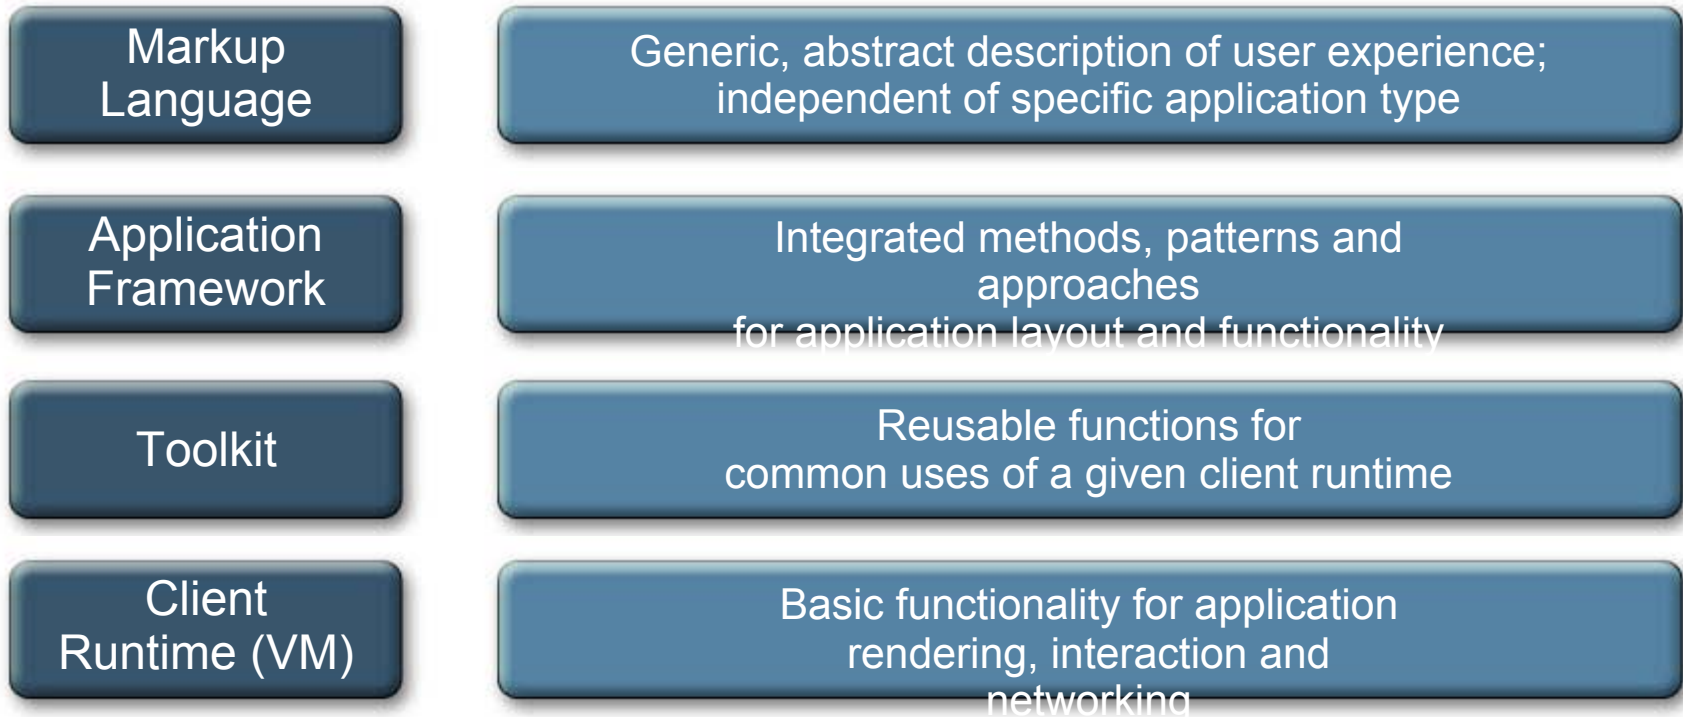 Markup
Language
Generic, abstract description of user experience;
independent of specific application type
Application
Framework
Integrated methods, patterns and
approaches
for application layout and functionality
Toolkit
Reusable functions for
common uses of a given client runtime
Client
Runtime (VM)
Basic functionality for application
rendering, interaction and
networking